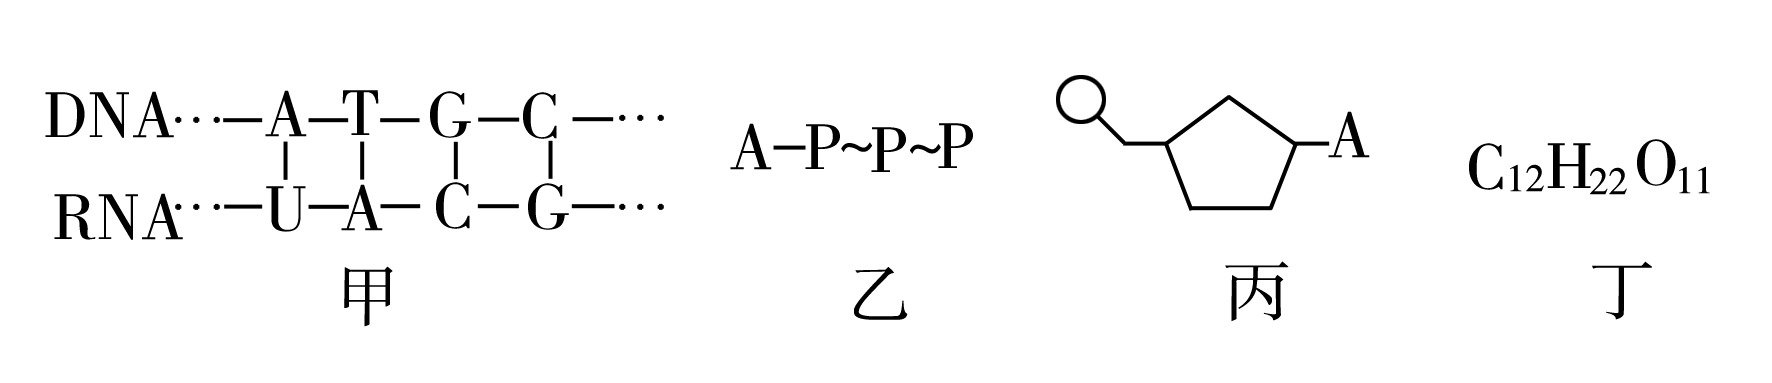 DNA…—A—T—G—C—…
RNA…—U—A—C—G—…
甲
A—P~P~P
乙
A
丙
C₁₂H₂₂O₁₁
丁